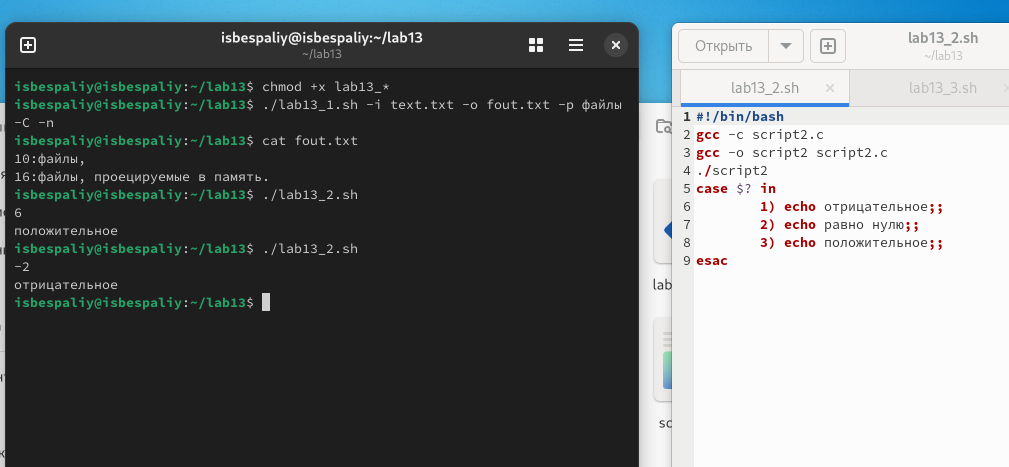 isbespaliy@isbespaliy:~/lab13
~/lab13
isbespaliy@isbespaliy:~/lab13$ chmod +x lab13_*
isbespaliy@isbespaliy:~/lab13$ ./lab13_1.sh -i text.txt -o fout.txt -p файлы
-C -n
isbespaliy@isbespaliy:~/lab13$ cat fout.txt
10:файлы,
16:файлы, проецируемые в память.
isbespaliy@isbespaliy:~/lab13$ ./lab13_2.sh
6
положительное
isbespaliy@isbespaliy:~/lab13$ ./lab13_2.sh
-2
отрицательное
isbespaliy@isbespaliy:~/lab13$
Открыть
lab13_2.sh
~/lab13
lab13_2.sh
lab13_3.sh
1 #!/bin/bash
2 gcc -c script2.c
3 gcc -o script2 script2.c
4 ./script2
5 case $? in
6 1) echo отрицательное;;
7 2) echo равно нулю;;
8 3) echo положительное;;
9 esac
lab
sc